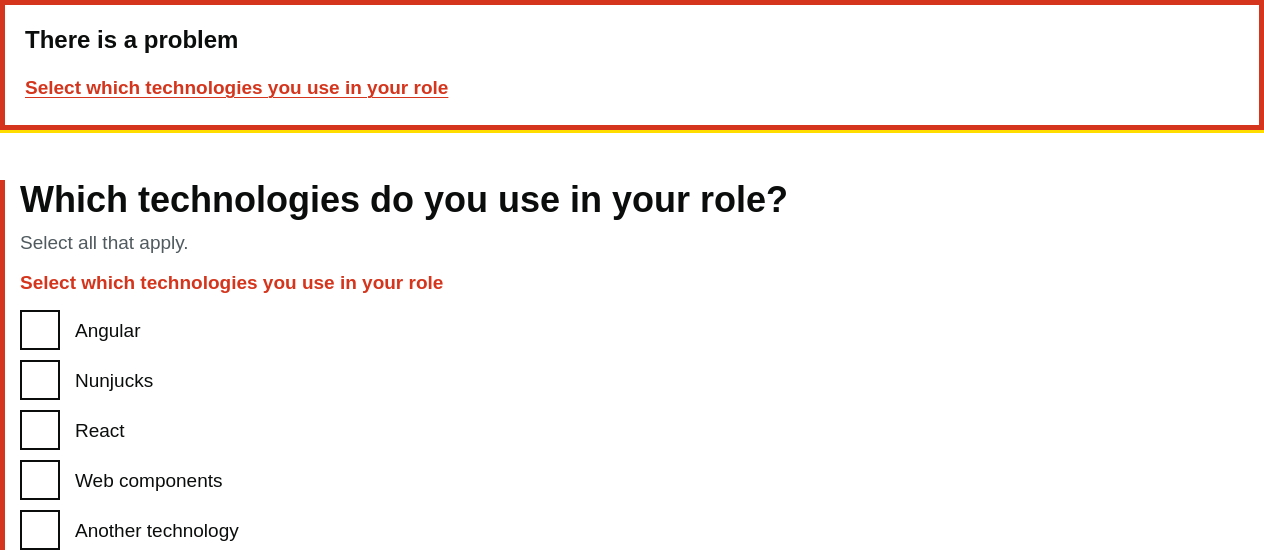 There is a problem
Select which technologies you use in your role
Which technologies do you use in your role?
Select all that apply.
Select which technologies you use in your role
Angular
Nunjucks
React
Web components
Another technology